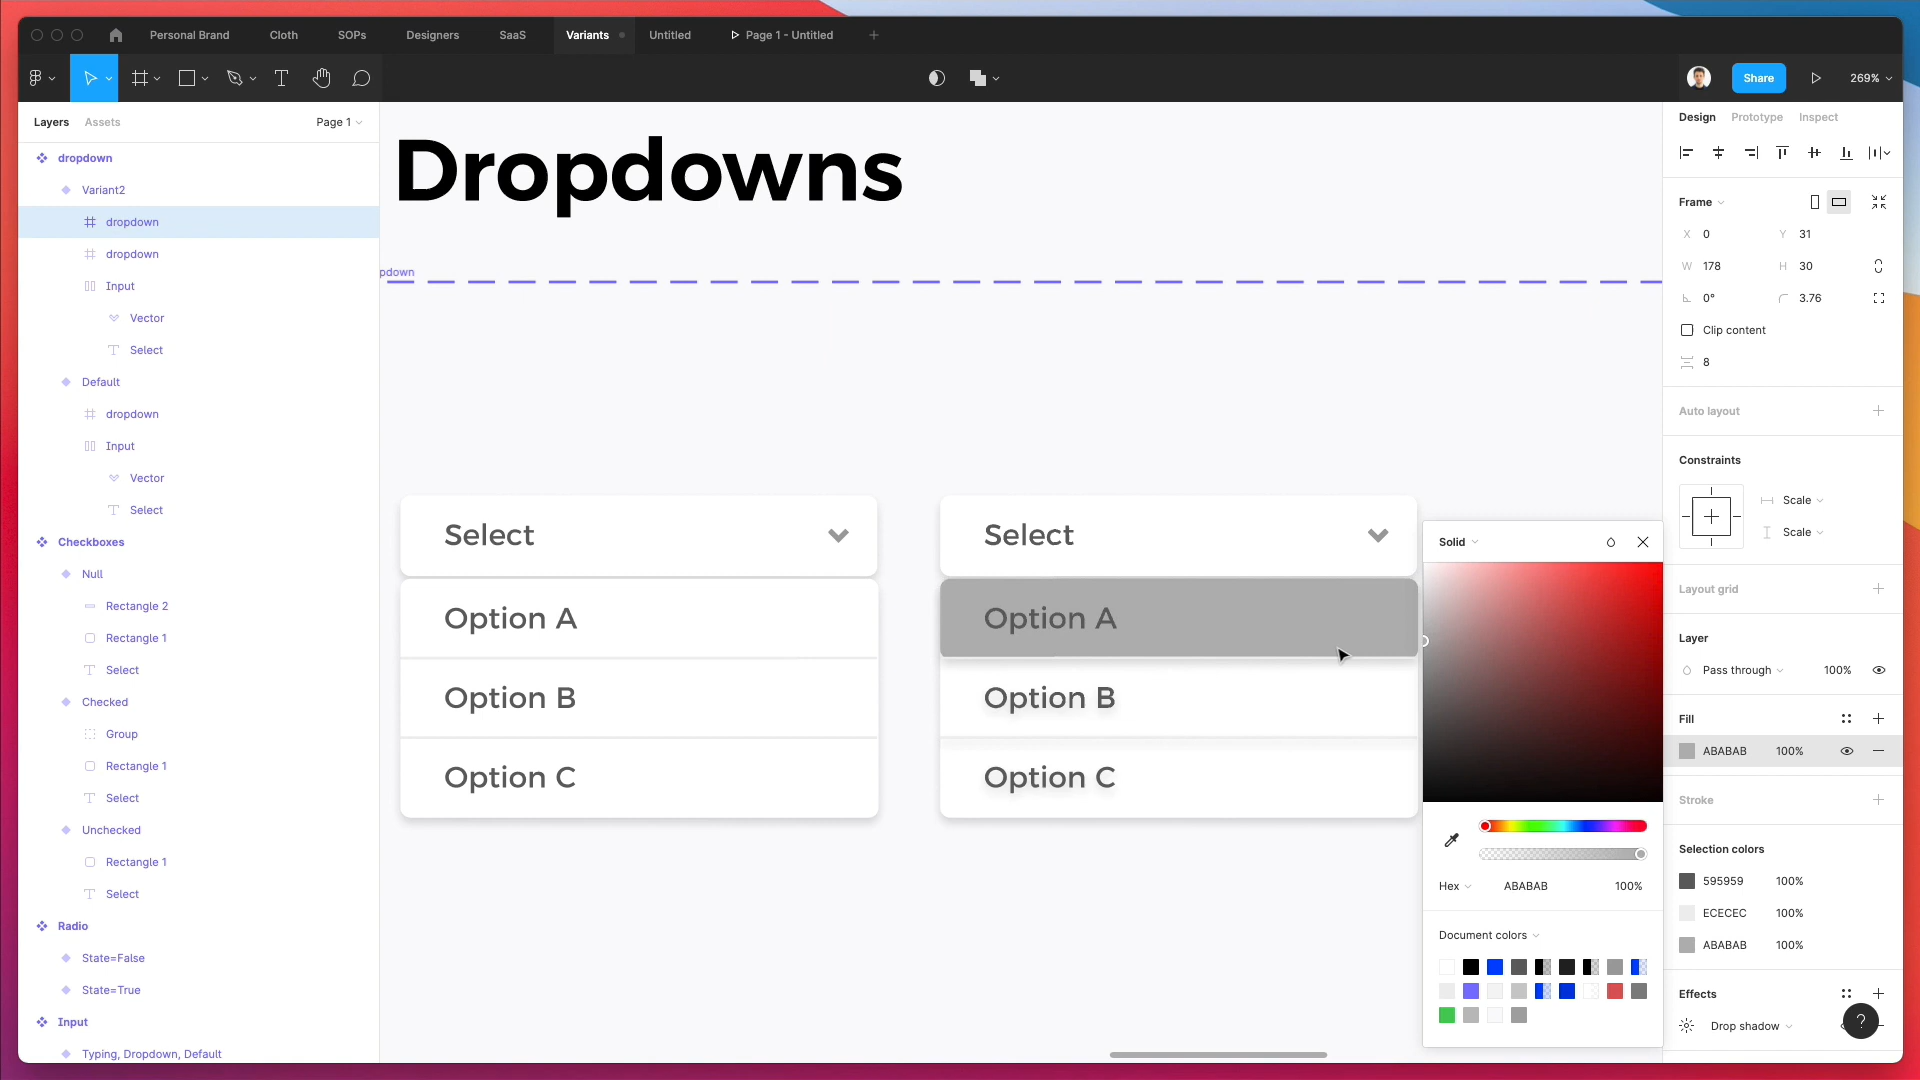 Personal Brand
Cloth
SOPs
Designers
SaaS
Variants
Untitled
Page 1 - Untitled
Share
269%
Layers
Assets
Page 1
dropdown
Variant2
dropdown
dropdown
Input
Vector
Select
Default
dropdown
Input
Vector
Select
Checkboxes
Null
Rectangle 2
Rectangle 1
Select
Checked
Group
Rectangle 1
Select
Unchecked
Rectangle 1
Select
Radio
State=False
State=True
Input
Typing, Dropdown, Default
Dropdowns
pdown
Select
Option A
Option B
Option C
Select
Option A
Option B
Option C
Solid
Hex
ABABAB
100%
Document colors
Design
Prototype
Inspect
Frame
X 0
Y 31
W 178
H 30
0°
3.76
Clip content
8
Auto layout
Constraints
Scale
Scale
Layout grid
Layer
Pass through
100%
Fill
ABABAB
100%
Stroke
Selection colors
595959
100%
ECECEC
100%
ABABAB
100%
Effects
Drop shadow
?